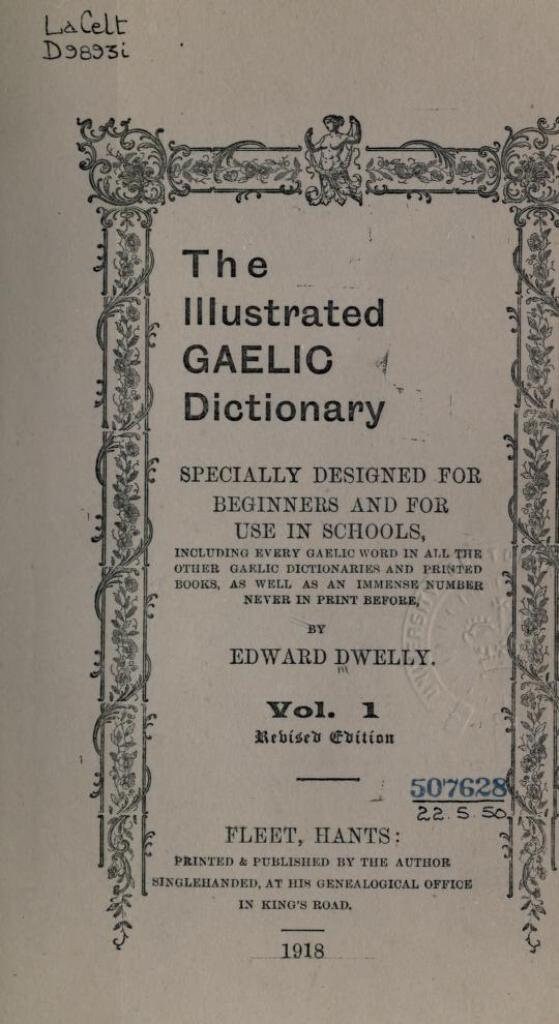 LaCelt
D9893i
The
Illustrated
GAELIC
Dictionary
SPECIALLY DESIGNED FOR
BEGINNERS AND FOR
USE IN SCHOOLS,
INCLUDING EVERY GAELIC WORD IN ALL THE
OTHER GAELIC DICTIONARIES AND PRINTED
BOOKS, AS WELL AS AN IMMENSE NUMBER
NEVER IN PRINT BEFORE,
BY
EDWARD DWELLY.
Vol. 1
Revised Edition
507628
22.5.50
FLEET, HANTS:
PRINTED & PUBLISHED BY THE AUTHOR
SINGLEHANDED, AT HIS GENEALOGICAL OFFICE
IN KING'S ROAD.
1918